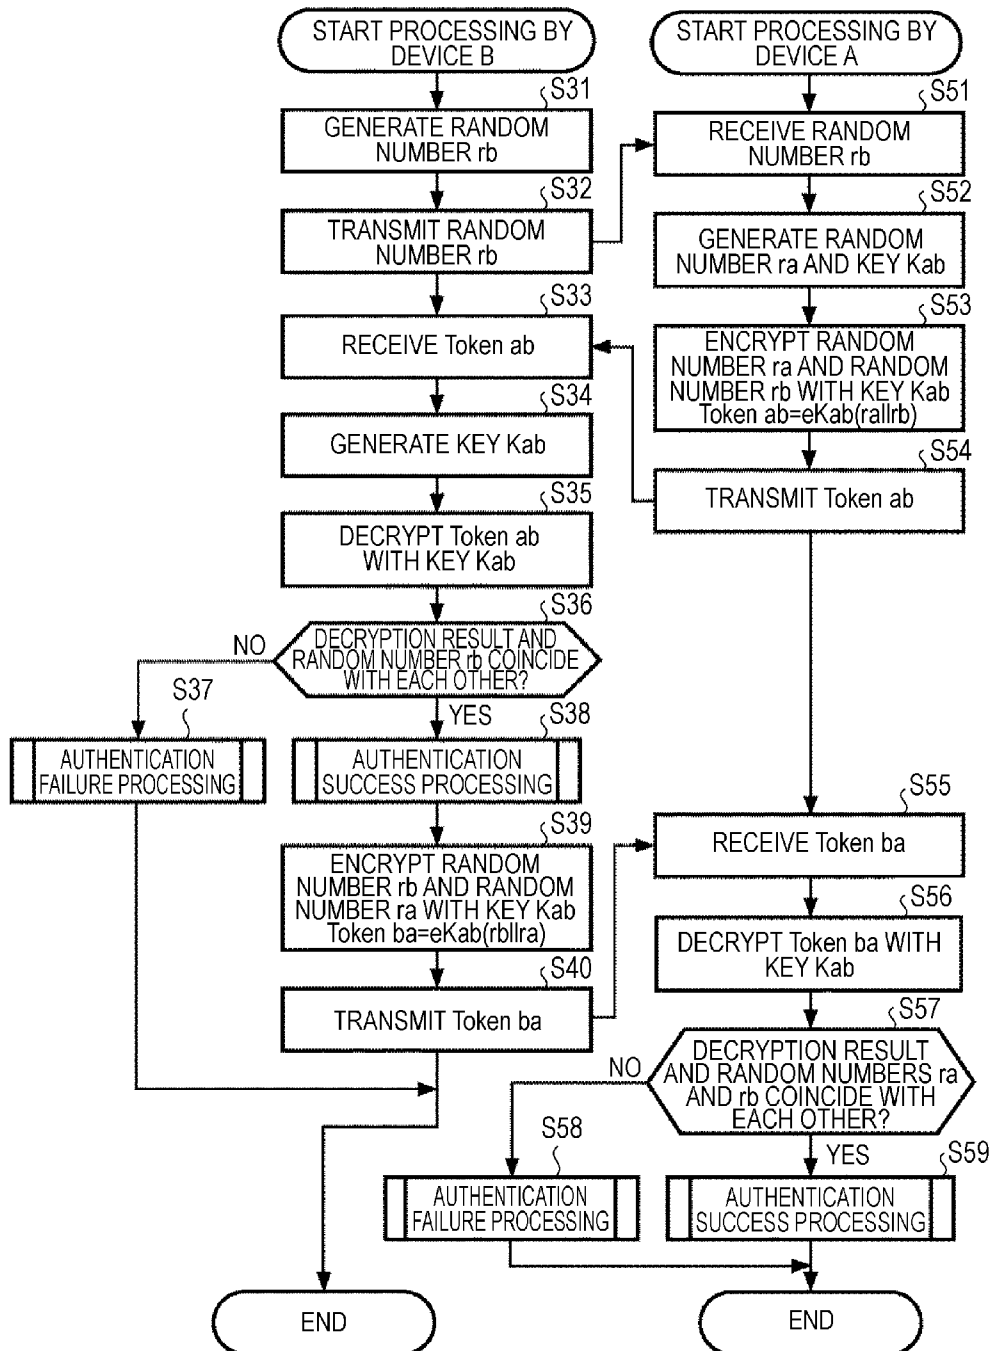 START PROCESSING BY
DEVICE B
S31
GENERATE RANDOM
NUMBER rb
S32
TRANSMIT RANDOM
NUMBER rb
S33
RECEIVE Token ab
S34
GENERATE KEY Kab
S35
DECRYPT Token ab
WITH KEY Kab
S36
DECRYPTION RESULT AND
RANDOM NUMBER rb COINCIDE
WITH EACH OTHER?
NO
YES
S37
AUTHENTICATION
FAILURE PROCESSING
S38
AUTHENTICATION
SUCCESS PROCESSING
S39
ENCRYPT RANDOM
NUMBER rb AND RANDOM
NUMBER ra WITH KEY Kab
Token ba=eKab(rbllra)
S40
TRANSMIT Token ba
END
START PROCESSING BY
DEVICE A
S51
RECEIVE RANDOM
NUMBER rb
S52
GENERATE RANDOM
NUMBER ra AND KEY Kab
S53
ENCRYPT RANDOM
NUMBER ra AND RANDOM
NUMBER rb WITH KEY Kab
Token ab=eKab(rallrb)
S54
TRANSMIT Token ab
S55
RECEIVE Token ba
S56
DECRYPT Token ba WITH
KEY Kab
S57
DECRYPTION RESULT
AND RANDOM NUMBERS ra
AND rb COINCIDE WITH
EACH OTHER?
NO
YES
S58
AUTHENTICATION
FAILURE PROCESSING
S59
AUTHENTICATION
SUCCESS PROCESSING
END